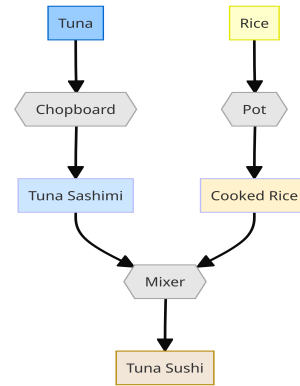 Tuna
Rice
Chopboard
Pot
Tuna Sashimi
Cooked Rice
Mixer
Tuna Sushi